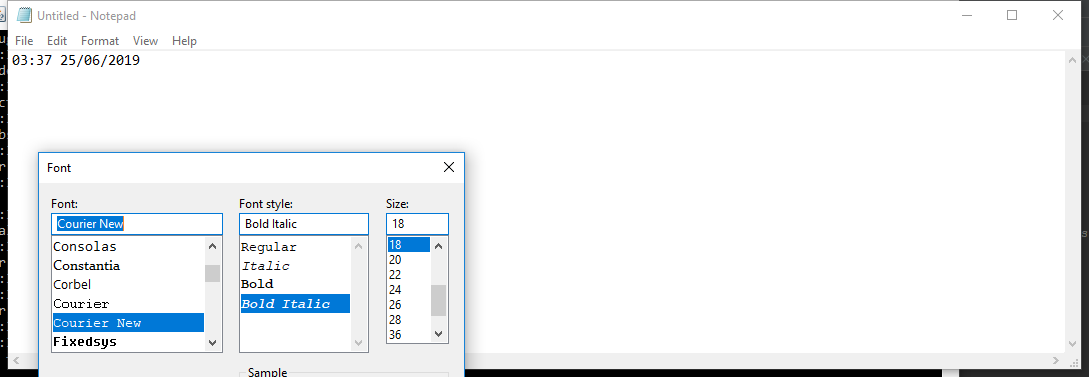 Untitled - Notepad
File Edit Format View Help
03:37 25/06/2019
Font
Font: Font style: Size:
Courier New Bold Italic 18
Consolas Regular 18
Constantia Italic 20
Corbel Bold 22
Courier Bold Italic 24
Courier New 26
Fixedsys 28
36
Sample